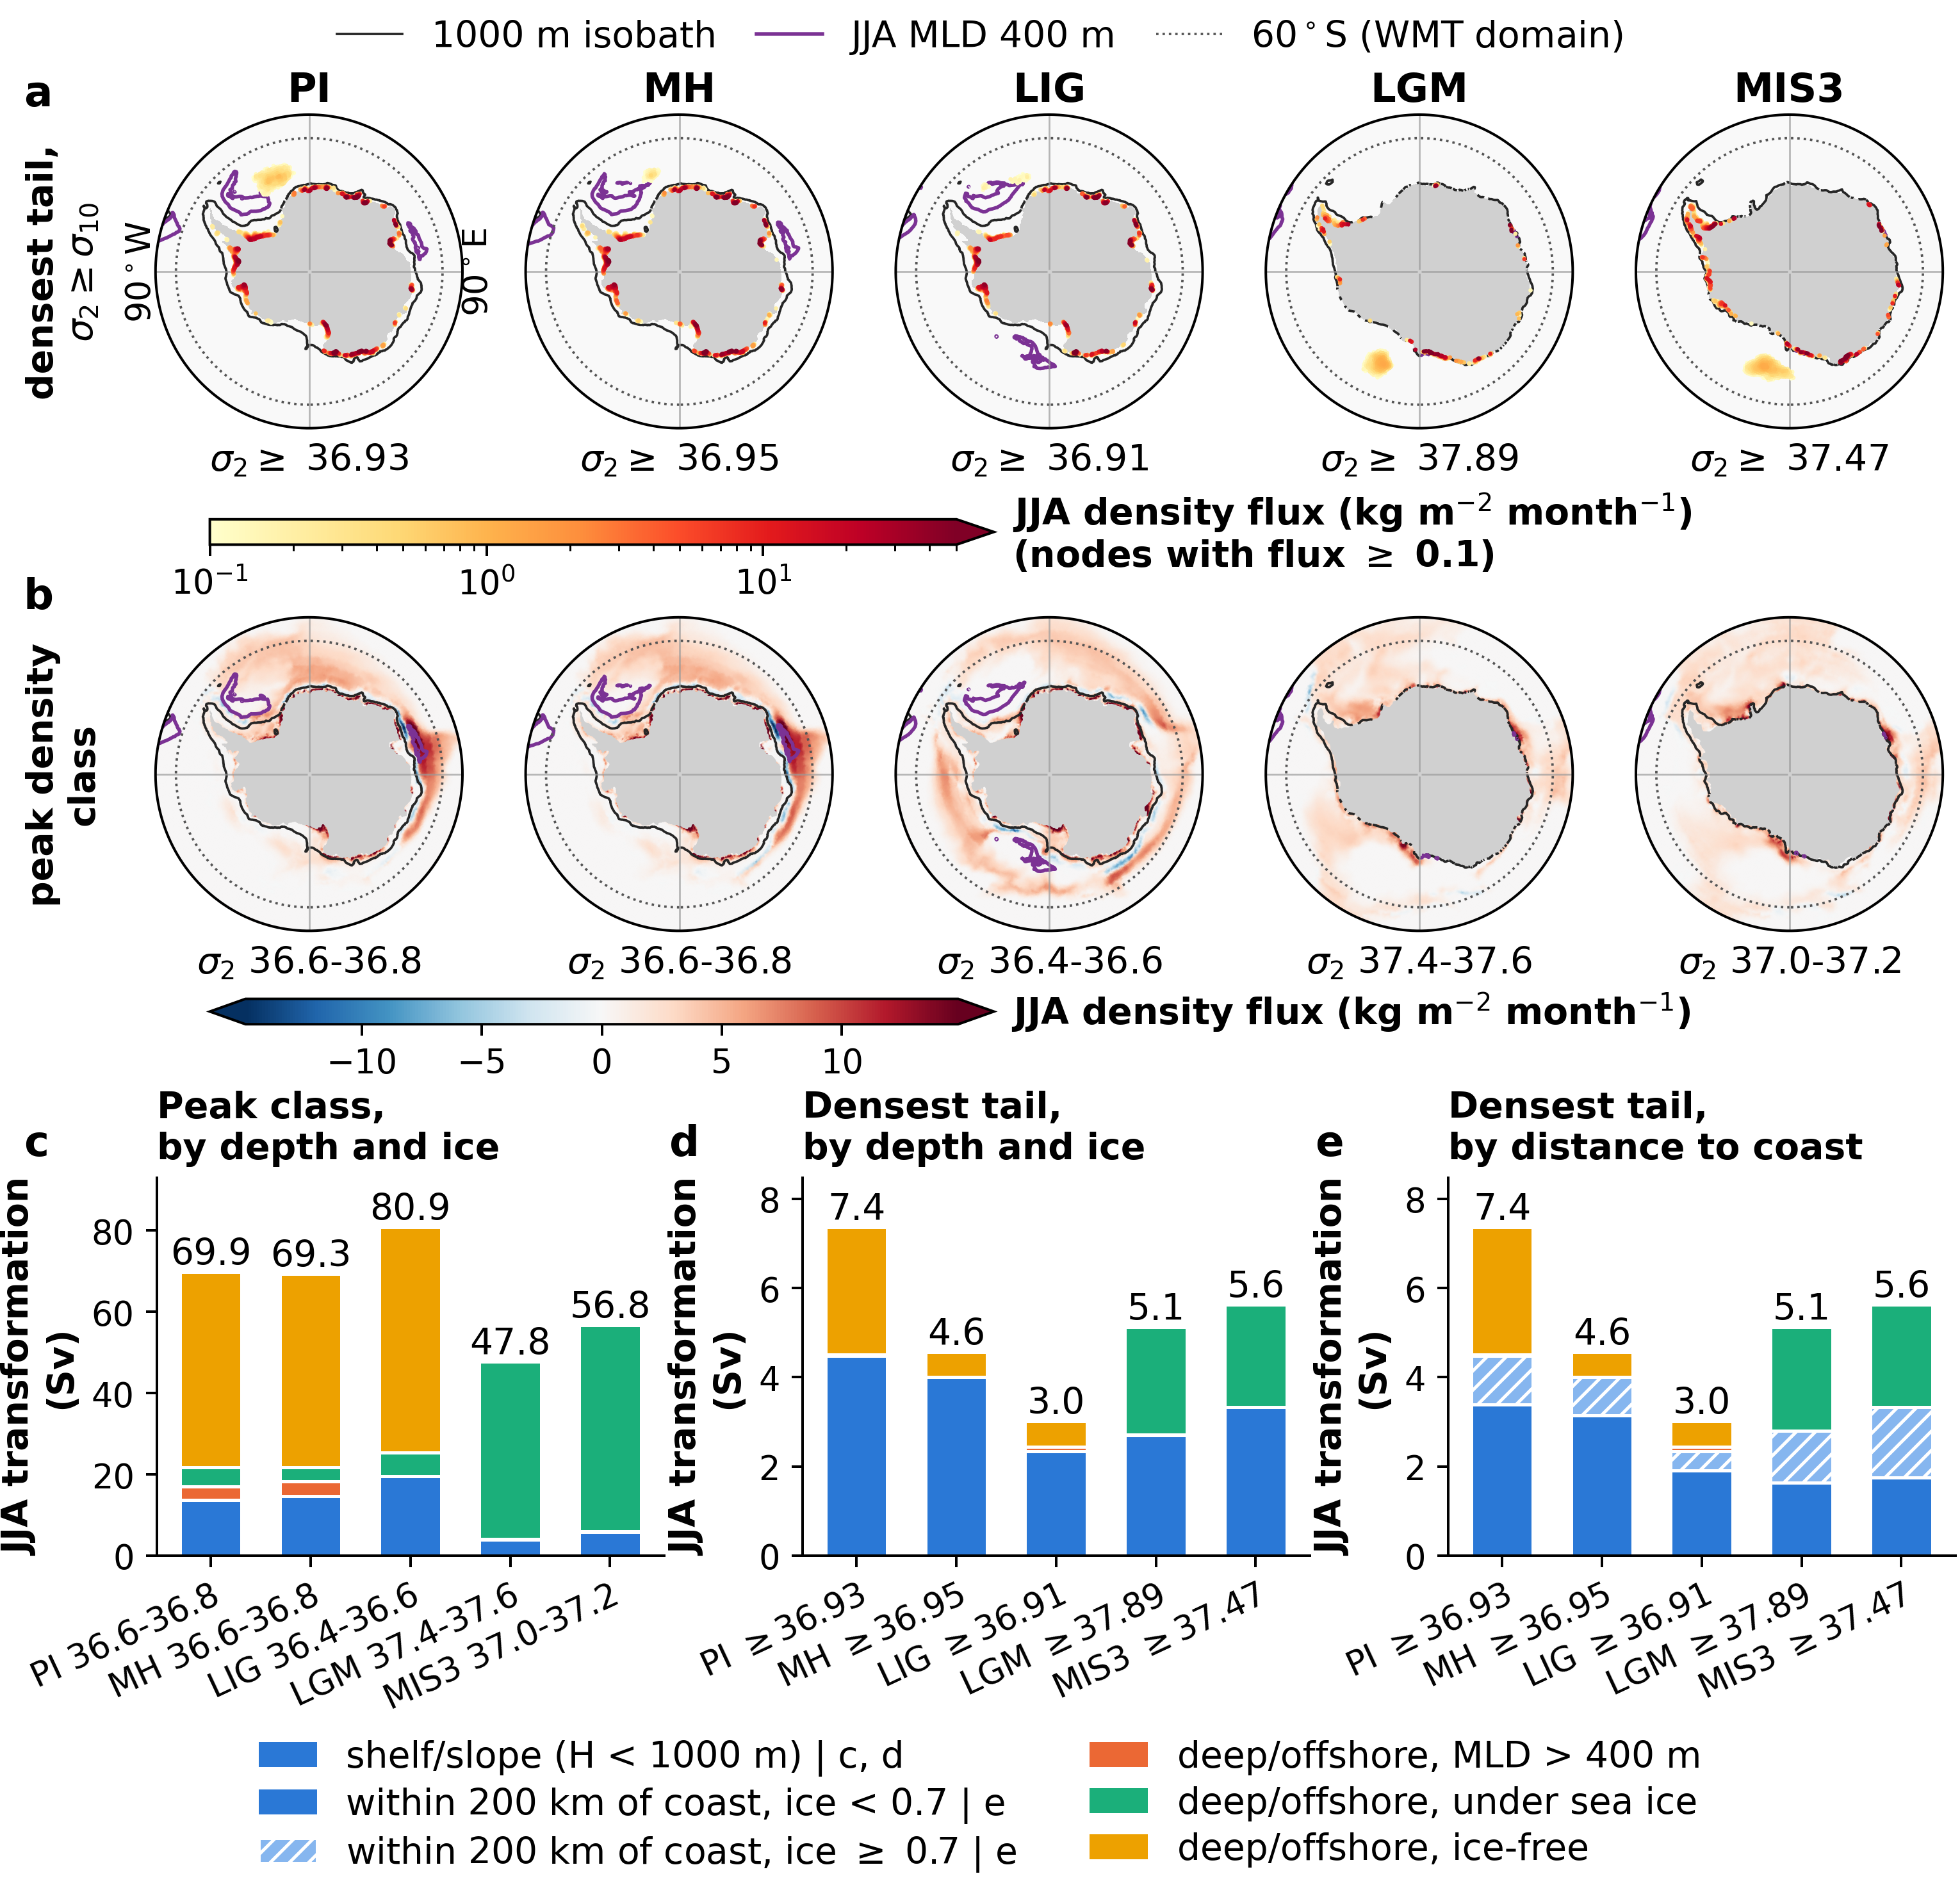 1000 m isobath JJA MLD 400 m 60°S (WMT domain)
a
PI MH LIG LGM MIS3
densest tail,
σ₂ ≥ σ₁₀
90°W
90°E
σ₂ ≥ 36.93 σ₂ ≥ 36.95 σ₂ ≥ 36.91 σ₂ ≥ 37.89 σ₂ ≥ 37.47
JJA density flux (kg m⁻² month⁻¹)
(nodes with flux ≥ 0.1)
10⁻¹ 10⁰ 10¹
b
peak density
class
σ₂ 36.6-36.8 σ₂ 36.6-36.8 σ₂ 36.4-36.6 σ₂ 37.4-37.6 σ₂ 37.0-37.2
JJA density flux (kg m⁻² month⁻¹)
−10 −5 0 5 10
c
Peak class,
by depth and ice
JJA transformation
(Sv)
80
60
40
20
0
69.9 69.3 80.9 47.8 56.8
PI 36.6-36.8
MH 36.6-36.8
LIG 36.4-36.6
LGM 37.4-37.6
MIS3 37.0-37.2
d
Densest tail,
by depth and ice
JJA transformation
(Sv)
8
6
4
2
0
7.4 4.6 3.0 5.1 5.6
PI ≥ 36.93
MH ≥ 36.95
LIG ≥ 36.91
LGM ≥ 37.89
MIS3 ≥ 37.47
e
Densest tail,
by distance to coast
JJA transformation
(Sv)
8
6
4
2
0
7.4 4.6 3.0 5.1 5.6
PI ≥ 36.93
MH ≥ 36.95
LIG ≥ 36.91
LGM ≥ 37.89
MIS3 ≥ 37.47
shelf/slope (H < 1000 m) | c, d
within 200 km of coast, ice < 0.7 | e
within 200 km of coast, ice ≥ 0.7 | e
deep/offshore, MLD > 400 m
deep/offshore, under sea ice
deep/offshore, ice-free